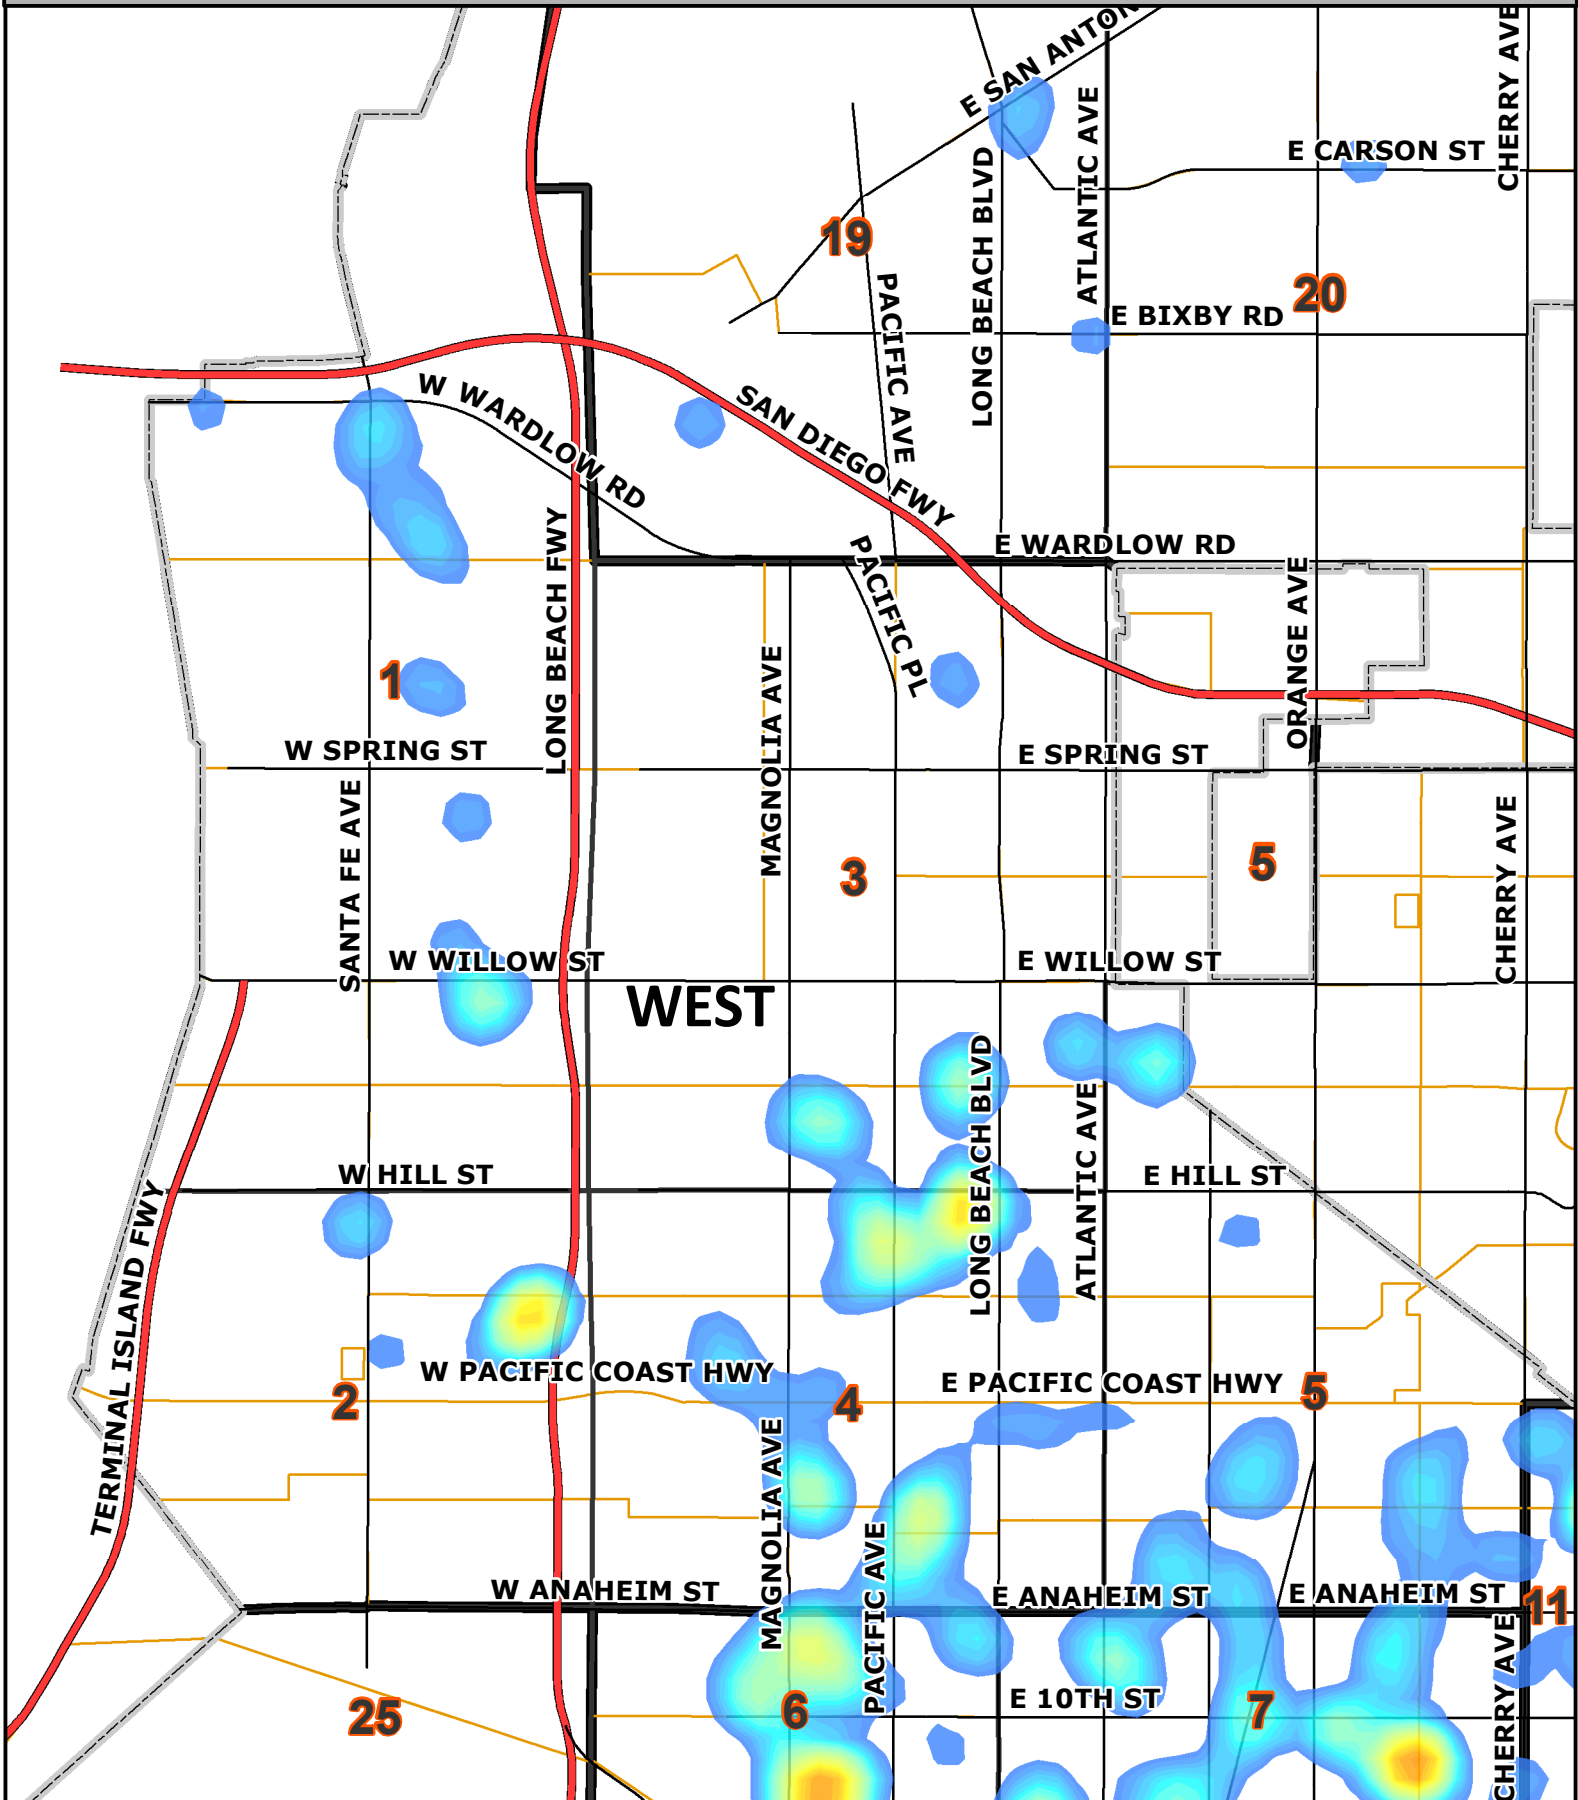 E SAN ANTON
CHERRY AVE
ATLANTIC AVE
E CARSON ST
LONG BEACH BLVD
19
20
E BIXBY RD
PACIFIC AVE
W WARDLOW RD
SAN DIEGO FWY
E WARDLOW RD
PACIFIC PL
LONG BEACH FWY
ORANGE AVE
1
MAGNOLIA AVE
W SPRING ST
E SPRING ST
SANTA FE AVE
CHERRY AVE
3
5
W WILLOW ST
E WILLOW ST
WEST
LONG BEACH BLVD
ATLANTIC AVE
W HILL ST
E HILL ST
TERMINAL ISLAND FWY
W PACIFIC COAST HWY
E PACIFIC COAST HWY
2
4
5
MAGNOLIA AVE
PACIFIC AVE
W ANAHEIM ST
E ANAHEIM ST
E ANAHEIM ST
11
CHERRY AVE
E 10TH ST
25
6
7